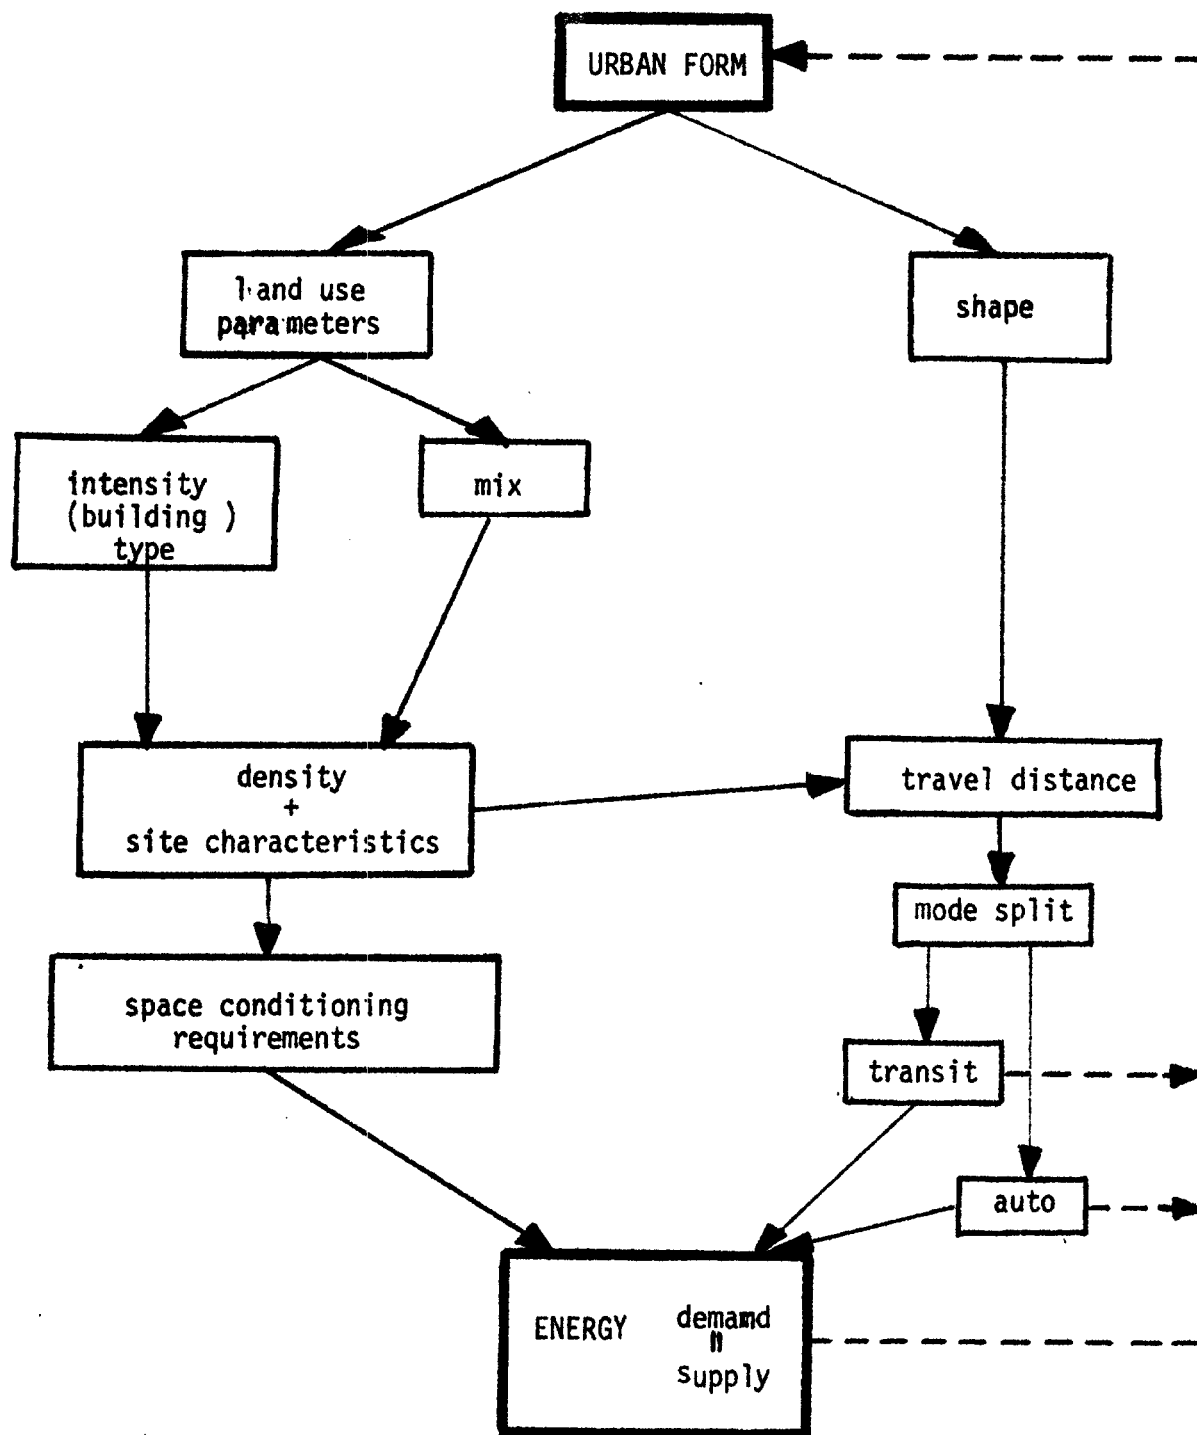 URBAN FORM
land use
parameters
shape
intensity
(building )
type
mix
density
+
site characteristics
travel distance
mode split
space conditioning
requirements
transit
auto
ENERGY demand
=
supply